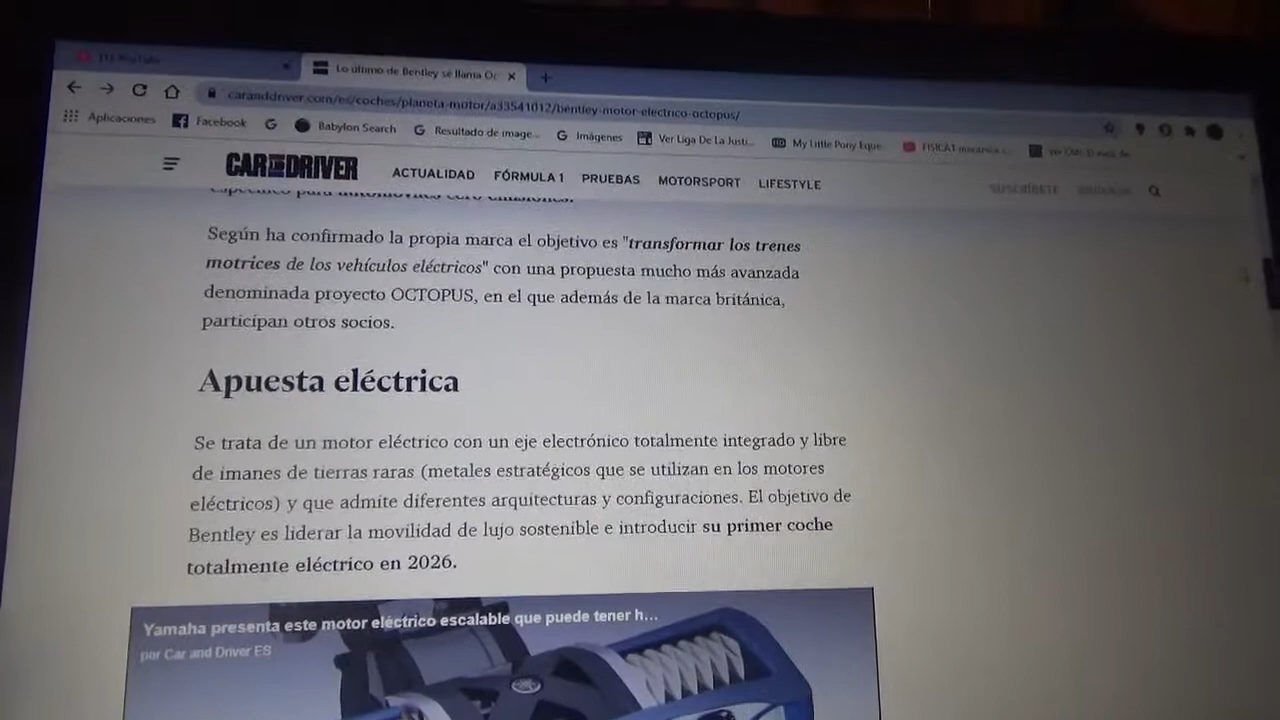 YouTube
Lo último de Bentley se llama Oc
caranddriver.com/es/coches/planeta-motor/a33541012/bentley-motor-electrico-octopus/
Aplicaciones Facebook Babylon Search Resultado de image... Imágenes Ver Liga De La Justi... My Little Pony Eque
CAR AND DRIVER ACTUALIDAD FÓRMULA 1 PRUEBAS MOTORSPORT LIFESTYLE SUSCRÍBETE
Según ha confirmado la propia marca el objetivo es "transformar los trenes
motrices de los vehículos eléctricos" con una propuesta mucho más avanzada
denominada proyecto OCTOPUS, en el que además de la marca británica,
participan otros socios.
Apuesta eléctrica
Se trata de un motor eléctrico con un eje electrónico totalmente integrado y libre
de imanes de tierras raras (metales estratégicos que se utilizan en los motores
eléctricos) y que admite diferentes arquitecturas y configuraciones. El objetivo de
Bentley es liderar la movilidad de lujo sostenible e introducir su primer coche
totalmente eléctrico en 2026.
Yamaha presenta este motor eléctrico escalable que puede tener h...
por Car and Driver ES